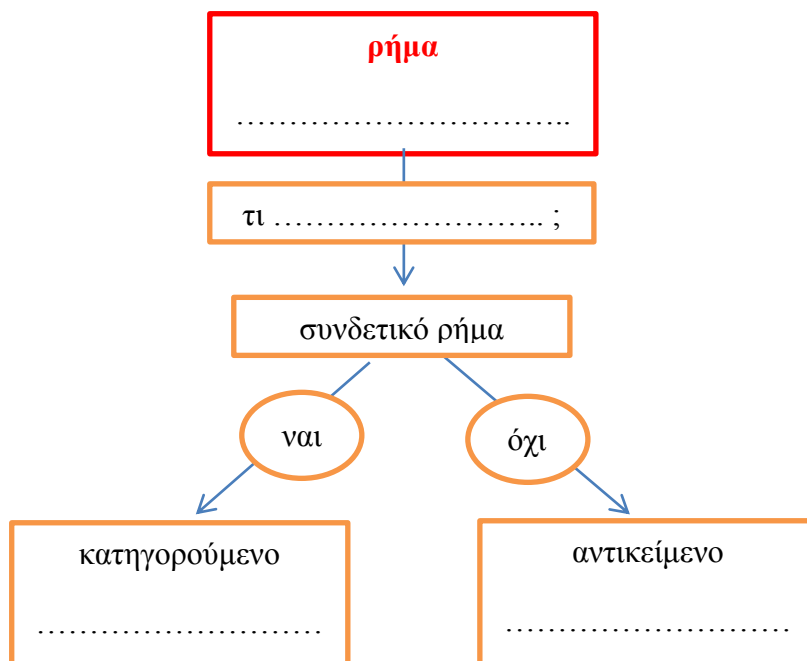 ρήμα
…………………………..
τι …………………….. ;
συνδετικό ρήμα
ναι
όχι
κατηγορούμενο
………………………
αντικείμενο
………………………